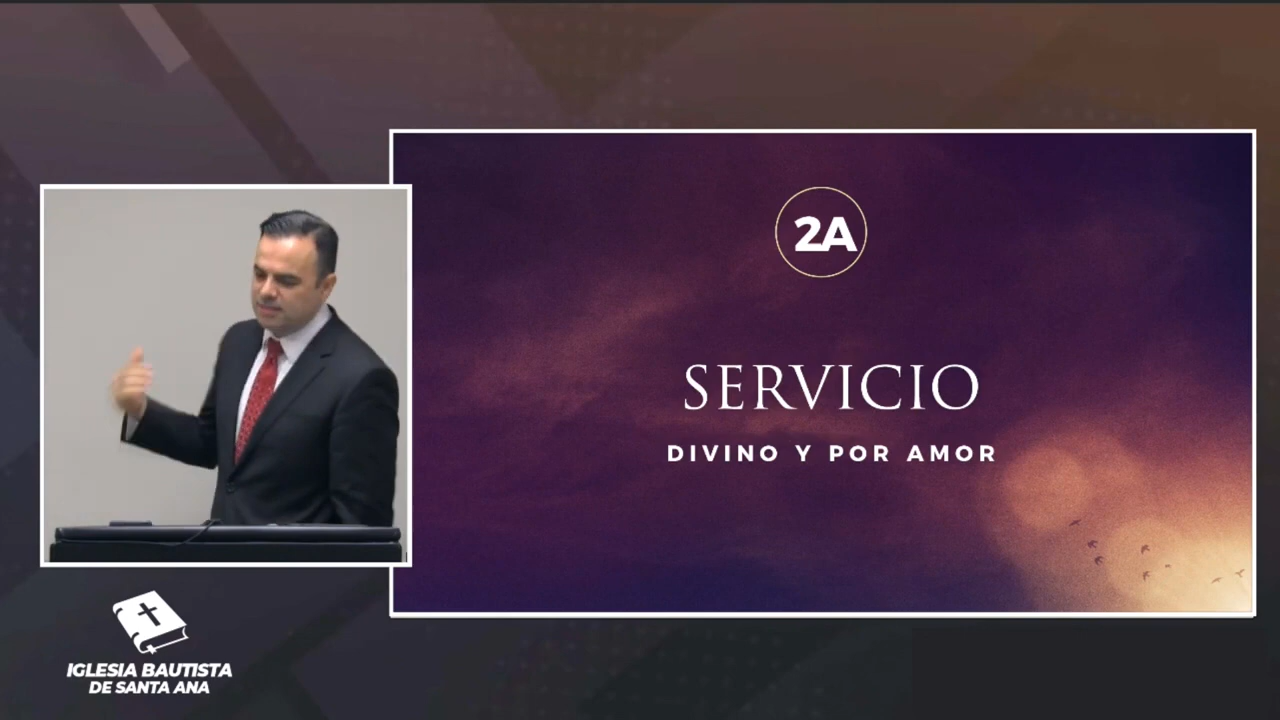 2A
SERVICIO
DIVINO Y POR AMOR
IGLESIA BAUTISTA
DE SANTA ANA